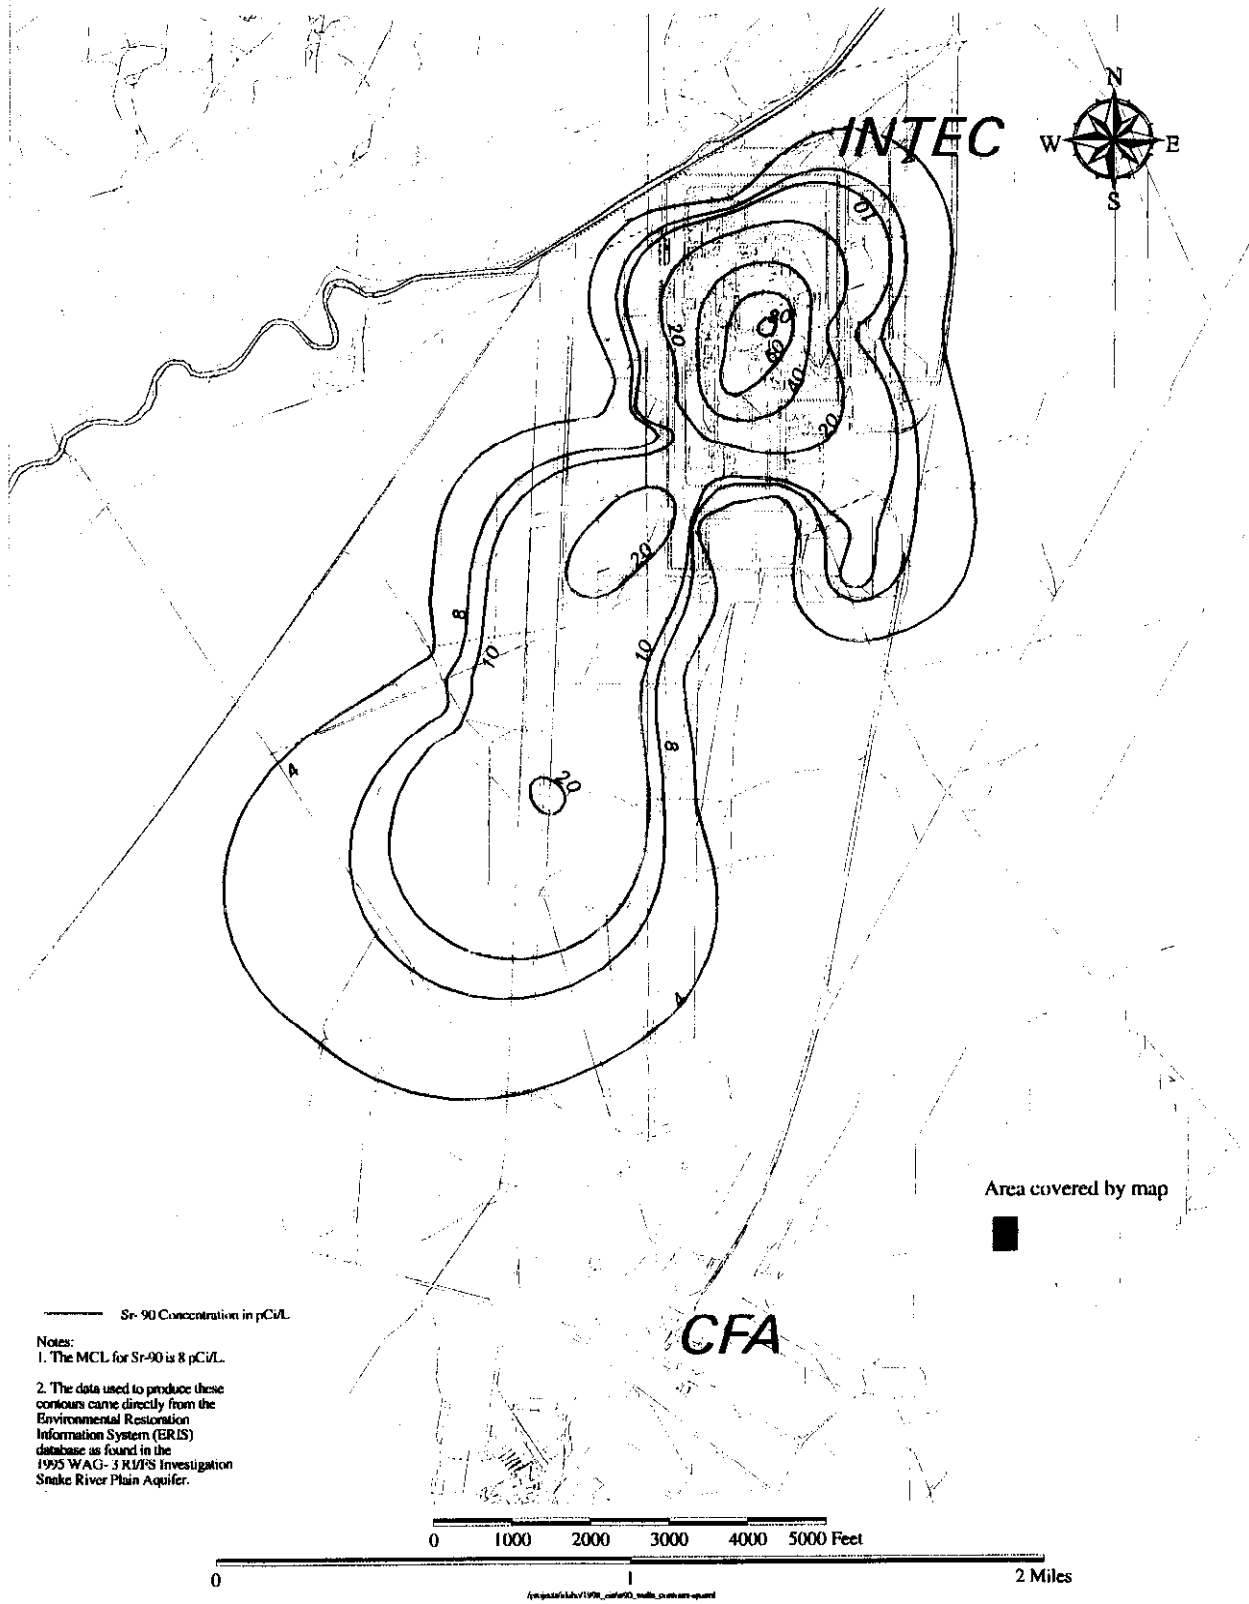 N
INTEC
W E
S
10
80
20
60
40
20
20
8
10
10
8
4
20
4
Area covered by map
Sr- 90 Concentration in pCi/L
CFA
Notes:
1. The MCL for Sr-90 is 8 pCi/L.
2. The data used to produce these
contours came directly from the
Environmental Restoration
Information System (ERIS)
database as found in the
1995 WAG- 3 RI/FS Investigation
Snake River Plain Aquifer.
0 1000 2000 3000 4000 5000 Feet
0 1 2 Miles